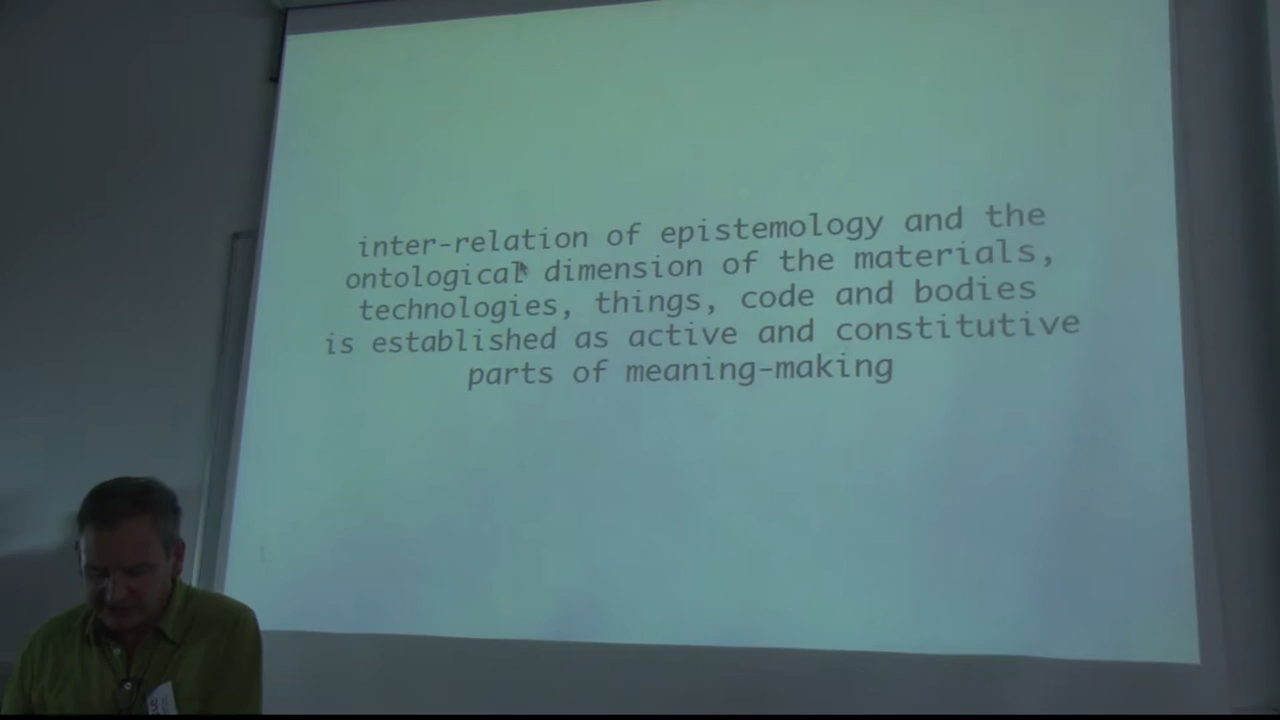 inter-relation of epistemology and the
ontological dimension of the materials,
technologies, things, code and bodies
is established as active and constitutive
parts of meaning-making